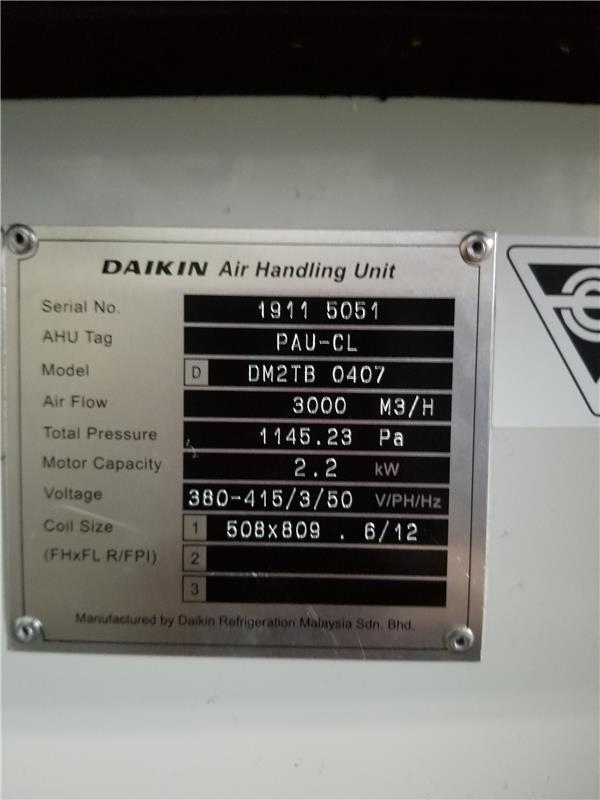 DAIKIN Air Handling Unit
Serial No. 1911 5051
AHU Tag PAU-CL
Model D DM2TB 0407
Air Flow 3000 M3/H
Total Pressure 1145.23 Pa
Motor Capacity 2.2 kW
Voltage 380-415/3/50 V/PH/Hz
Coil Size 1 508x809 . 6/12
(FHxFL R/FPI) 2
3
Manufactured by Daikin Refrigeration Malaysia Sdn. Bhd.